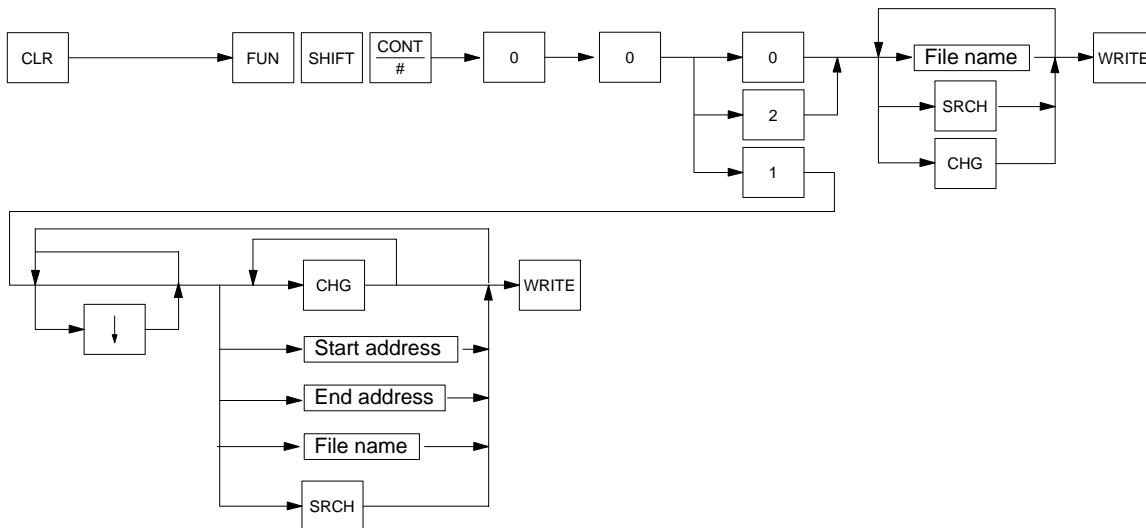 CLR
FUN
SHIFT
CONT
#
0
0
0
File name
WRITE
2
SRCH
1
CHG
CHG
WRITE
Start address
End address
File name
SRCH